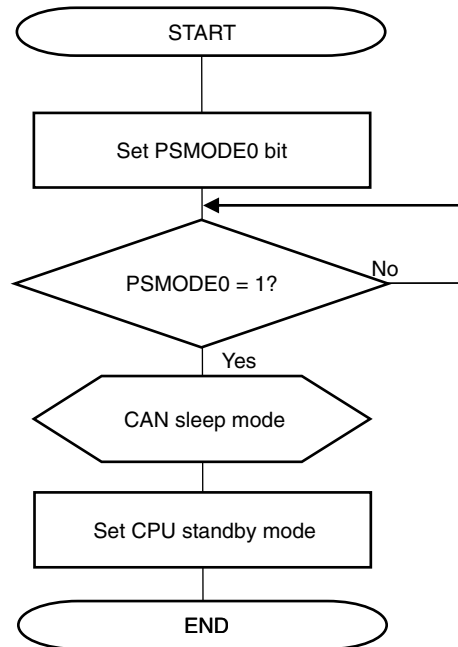 START
Set PSMODE0 bit
PSMODE0 = 1?
No
Yes
CAN sleep mode
Set CPU standby mode
END